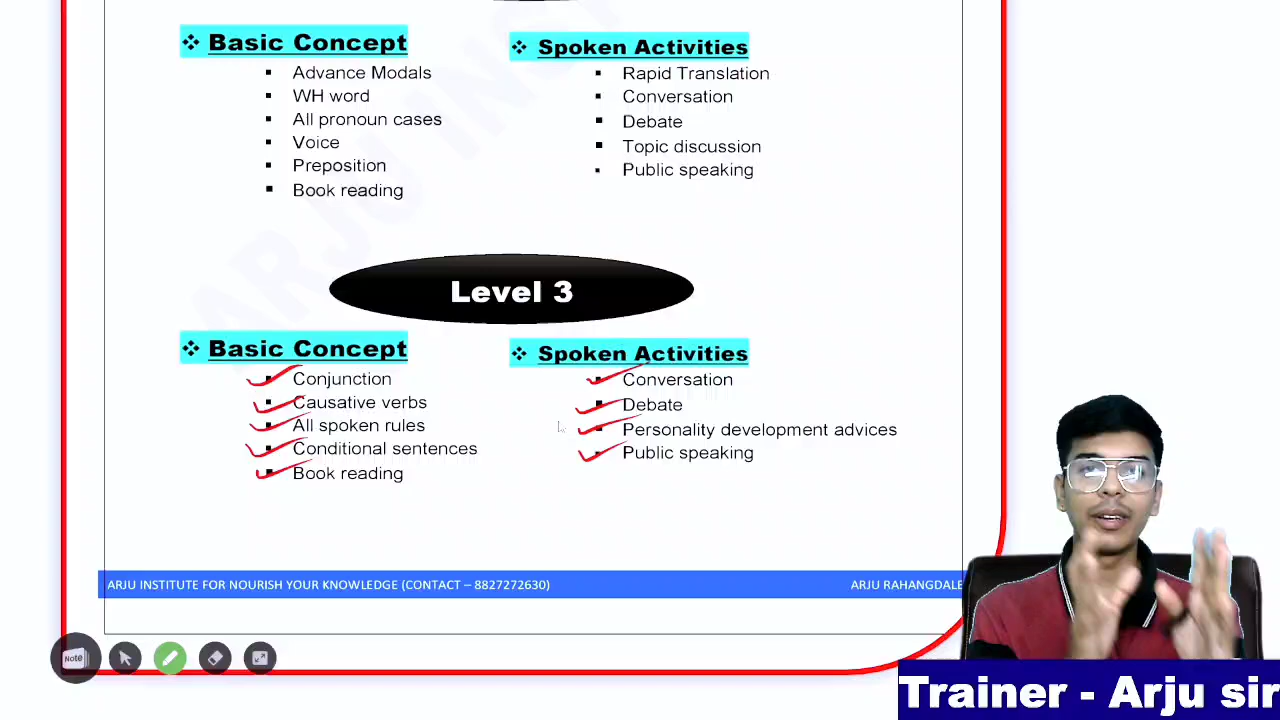 Basic Concept
Advance Modals
WH word
All pronoun cases
Voice
Preposition
Book reading
Spoken Activities
Rapid Translation
Conversation
Debate
Topic discussion
Public speaking
Level 3
Basic Concept
Conjunction
Causative verbs
All spoken rules
Conditional sentences
Book reading
Spoken Activities
Conversation
Debate
Personality development advices
Public speaking
ARJU INSTITUTE FOR NOURISH YOUR KNOWLEDGE (CONTACT – 8827272630)
ARJU RAHANGDALE
Note
Trainer - Arju sir